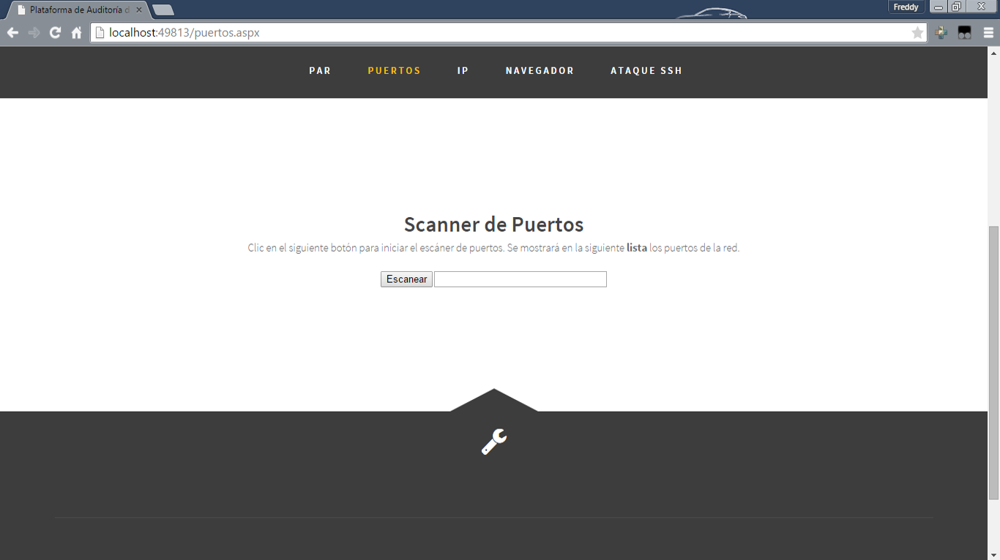 Plataforma de Auditoría d
Freddy
localhost:49813/puertos.aspx
PAR PUERTOS IP NAVEGADOR ATAQUE SSH
Scanner de Puertos
Clic en el siguiente botón para iniciar el escáner de puertos. Se mostrará en la siguiente lista los puertos de la red.
Escanear